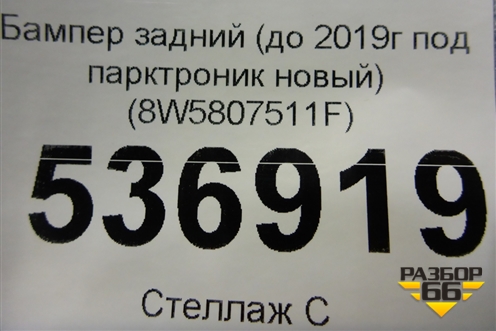 Бампер задний (до 2019г под
парктроник новый)
(8W5807511F)
536919
Стеллаж С
РАЗБОР
66